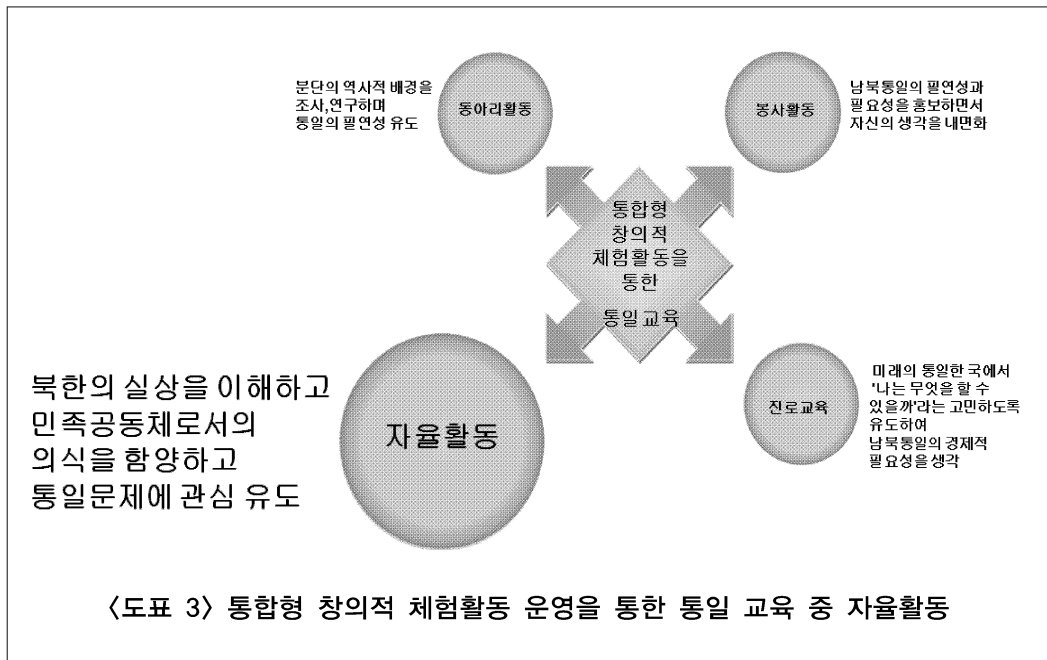 분단의 역사적 배경을
조사,연구하며
통일의 필연성 유도
동아리활동
봉사활동
남북통일의 필연성과
필요성을 홍보하면서
자신의 생각을 내면화
통합형
창의적
체험활동을
통한
통일교육
북한의 실상을 이해하고
민족공동체로서의
의식을 함양하고
통일문제에 관심 유도
자율활동
진로교육
미래의 통일한 국에서
'나는 무엇을 할 수
있을까'라는 고민하도록
유도하여
남북통일의 경제적
필요성을 생각
〈도표 3〉 통합형 창의적 체험활동 운영을 통한 통일 교육 중 자율활동